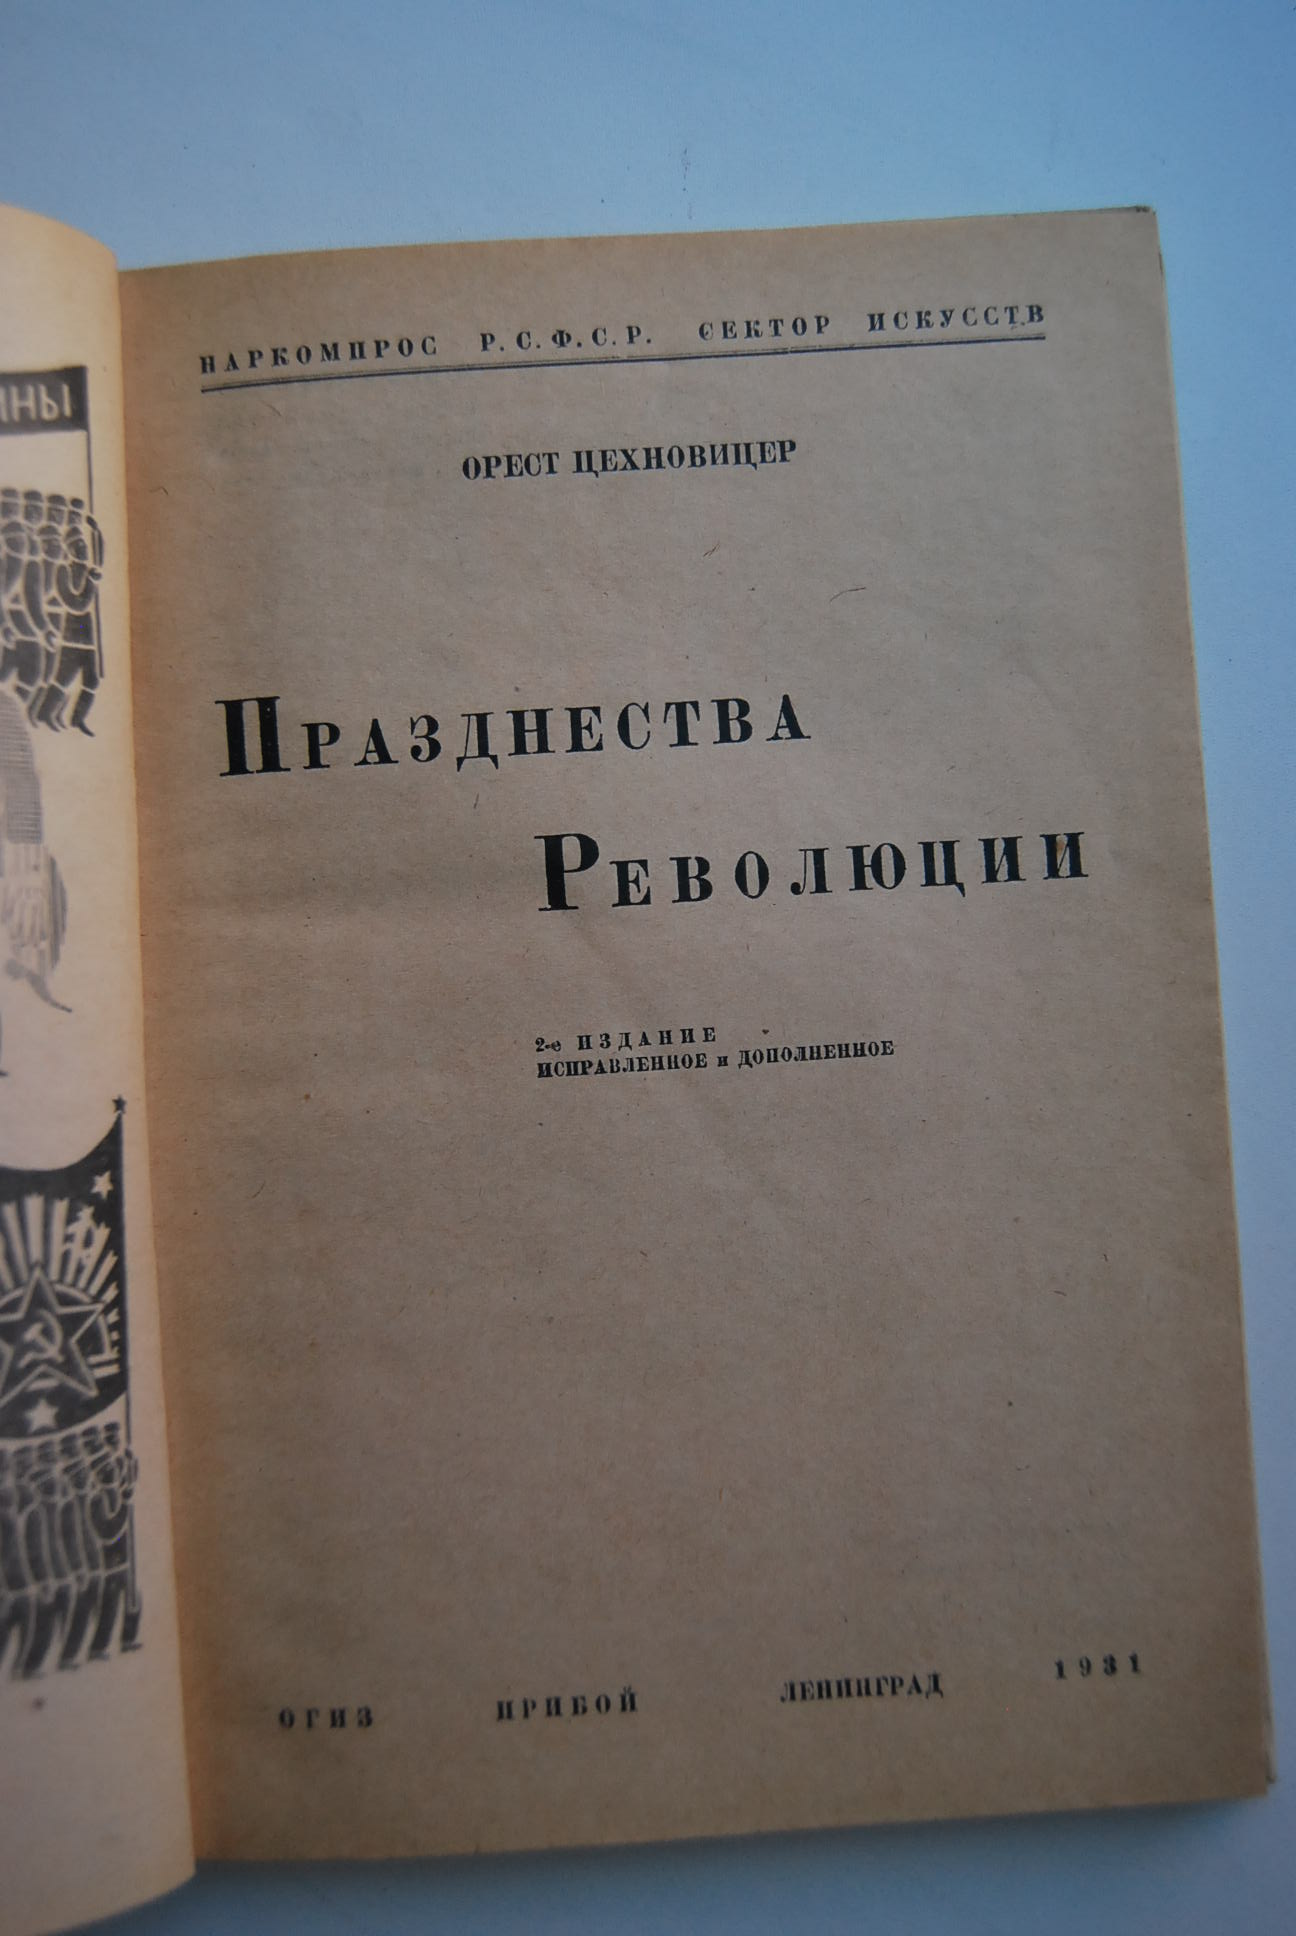 НАРКОМПРОС Р.С.Ф.С.Р. СЕКТОР ИСКУССТВ
ОРЕСТ ЦЕХНОВИЦЕР
ПРАЗДНЕСТВА
РЕВОЛЮЦИИ
2-е ИЗДАНИЕ
ИСПРАВЛЕННОЕ и ДОПОЛНЕННОЕ
ОГИЗ ПРИБОЙ ЛЕНИНГРАД 1931